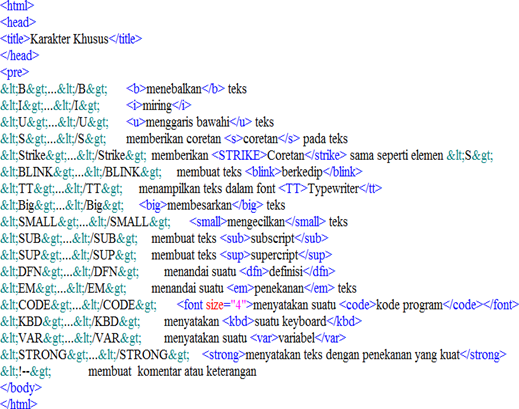 <html>
<head>
<title>Karakter Khusus</title>
</head>
<pre>
&lt;B&gt;...&lt;/B&gt; <b>menebalkan</b> teks
&lt;I&gt;...&lt;/I&gt; <i>miring</i>
&lt;U&gt;...&lt;/U&gt; <u>menggaris bawahi</u> teks
&lt;S&gt;...&lt;/S&gt; memberikan coretan <s>coretan</s> pada teks
&lt;Strike&gt;...&lt;/Strike&gt; memberikan <STRIKE>Coretan</strike> sama seperti elemen &lt;S&gt;
&lt;BLINK&gt;...&lt;/BLINK&gt; membuat teks <blink>berkedip</blink>
&lt;TT&gt;...&lt;/TT&gt; menampilkan teks dalam font <TT>Typewriter</tt>
&lt;Big&gt;...&lt;/Big&gt; <big>membesarkan</big> teks
&lt;SMALL&gt;...&lt;/SMALL&gt; <small>mengecilkan</small> teks
&lt;SUB&gt;...&lt;/SUB&gt; membuat teks <sub>subscript</sub>
&lt;SUP&gt;...&lt;/SUP&gt; membuat teks <sup>supercript</sup>
&lt;DFN&gt;...&lt;/DFN&gt; menandai suatu <dfn>definisi</dfn>
&lt;EM&gt;...&lt;/EM&gt; menandai suatu <em>penekanan</em> teks
&lt;CODE&gt;...&lt;/CODE&gt; <font size="4">menyatakan suatu <code>kode program</code></font>
&lt;KBD&gt;...&lt;/KBD&gt; menyatakan <kbd>suatu keyboard</kbd>
&lt;VAR&gt;...&lt;/VAR&gt; menyatakan suatu <var>variabel</var>
&lt;STRONG&gt;...&lt;/STRONG&gt; <strong>menyatakan teks dengan penekanan yang kuat</strong>
&lt;!--&gt; membuat komentar atau keterangan
</body>
</html>